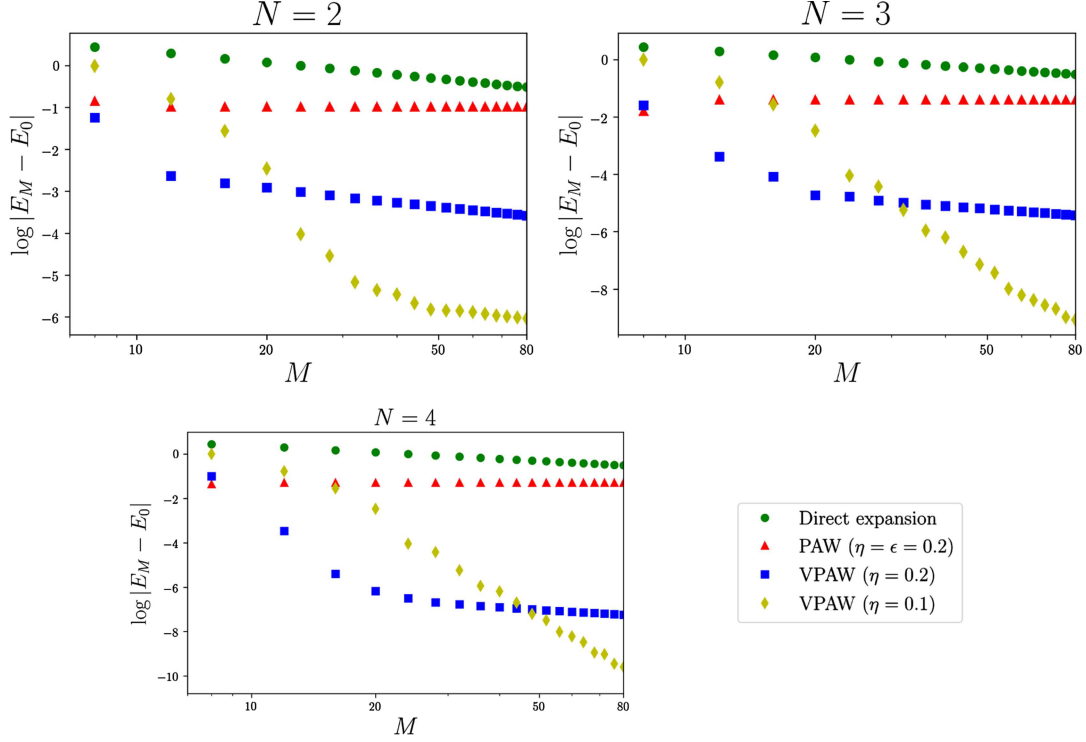 N = 2
0
−1
−2
−3
−4
−5
−6
log |E_M − E_0|
10
20
50
80
M
N = 3
0
−2
−4
−6
−8
log |E_M − E_0|
10
20
50
80
M
N = 4
0
−2
−4
−6
−8
−10
log |E_M − E_0|
10
20
50
80
M
Direct expansion
PAW (η = ϵ = 0.2)
VPAW (η = 0.2)
VPAW (η = 0.1)